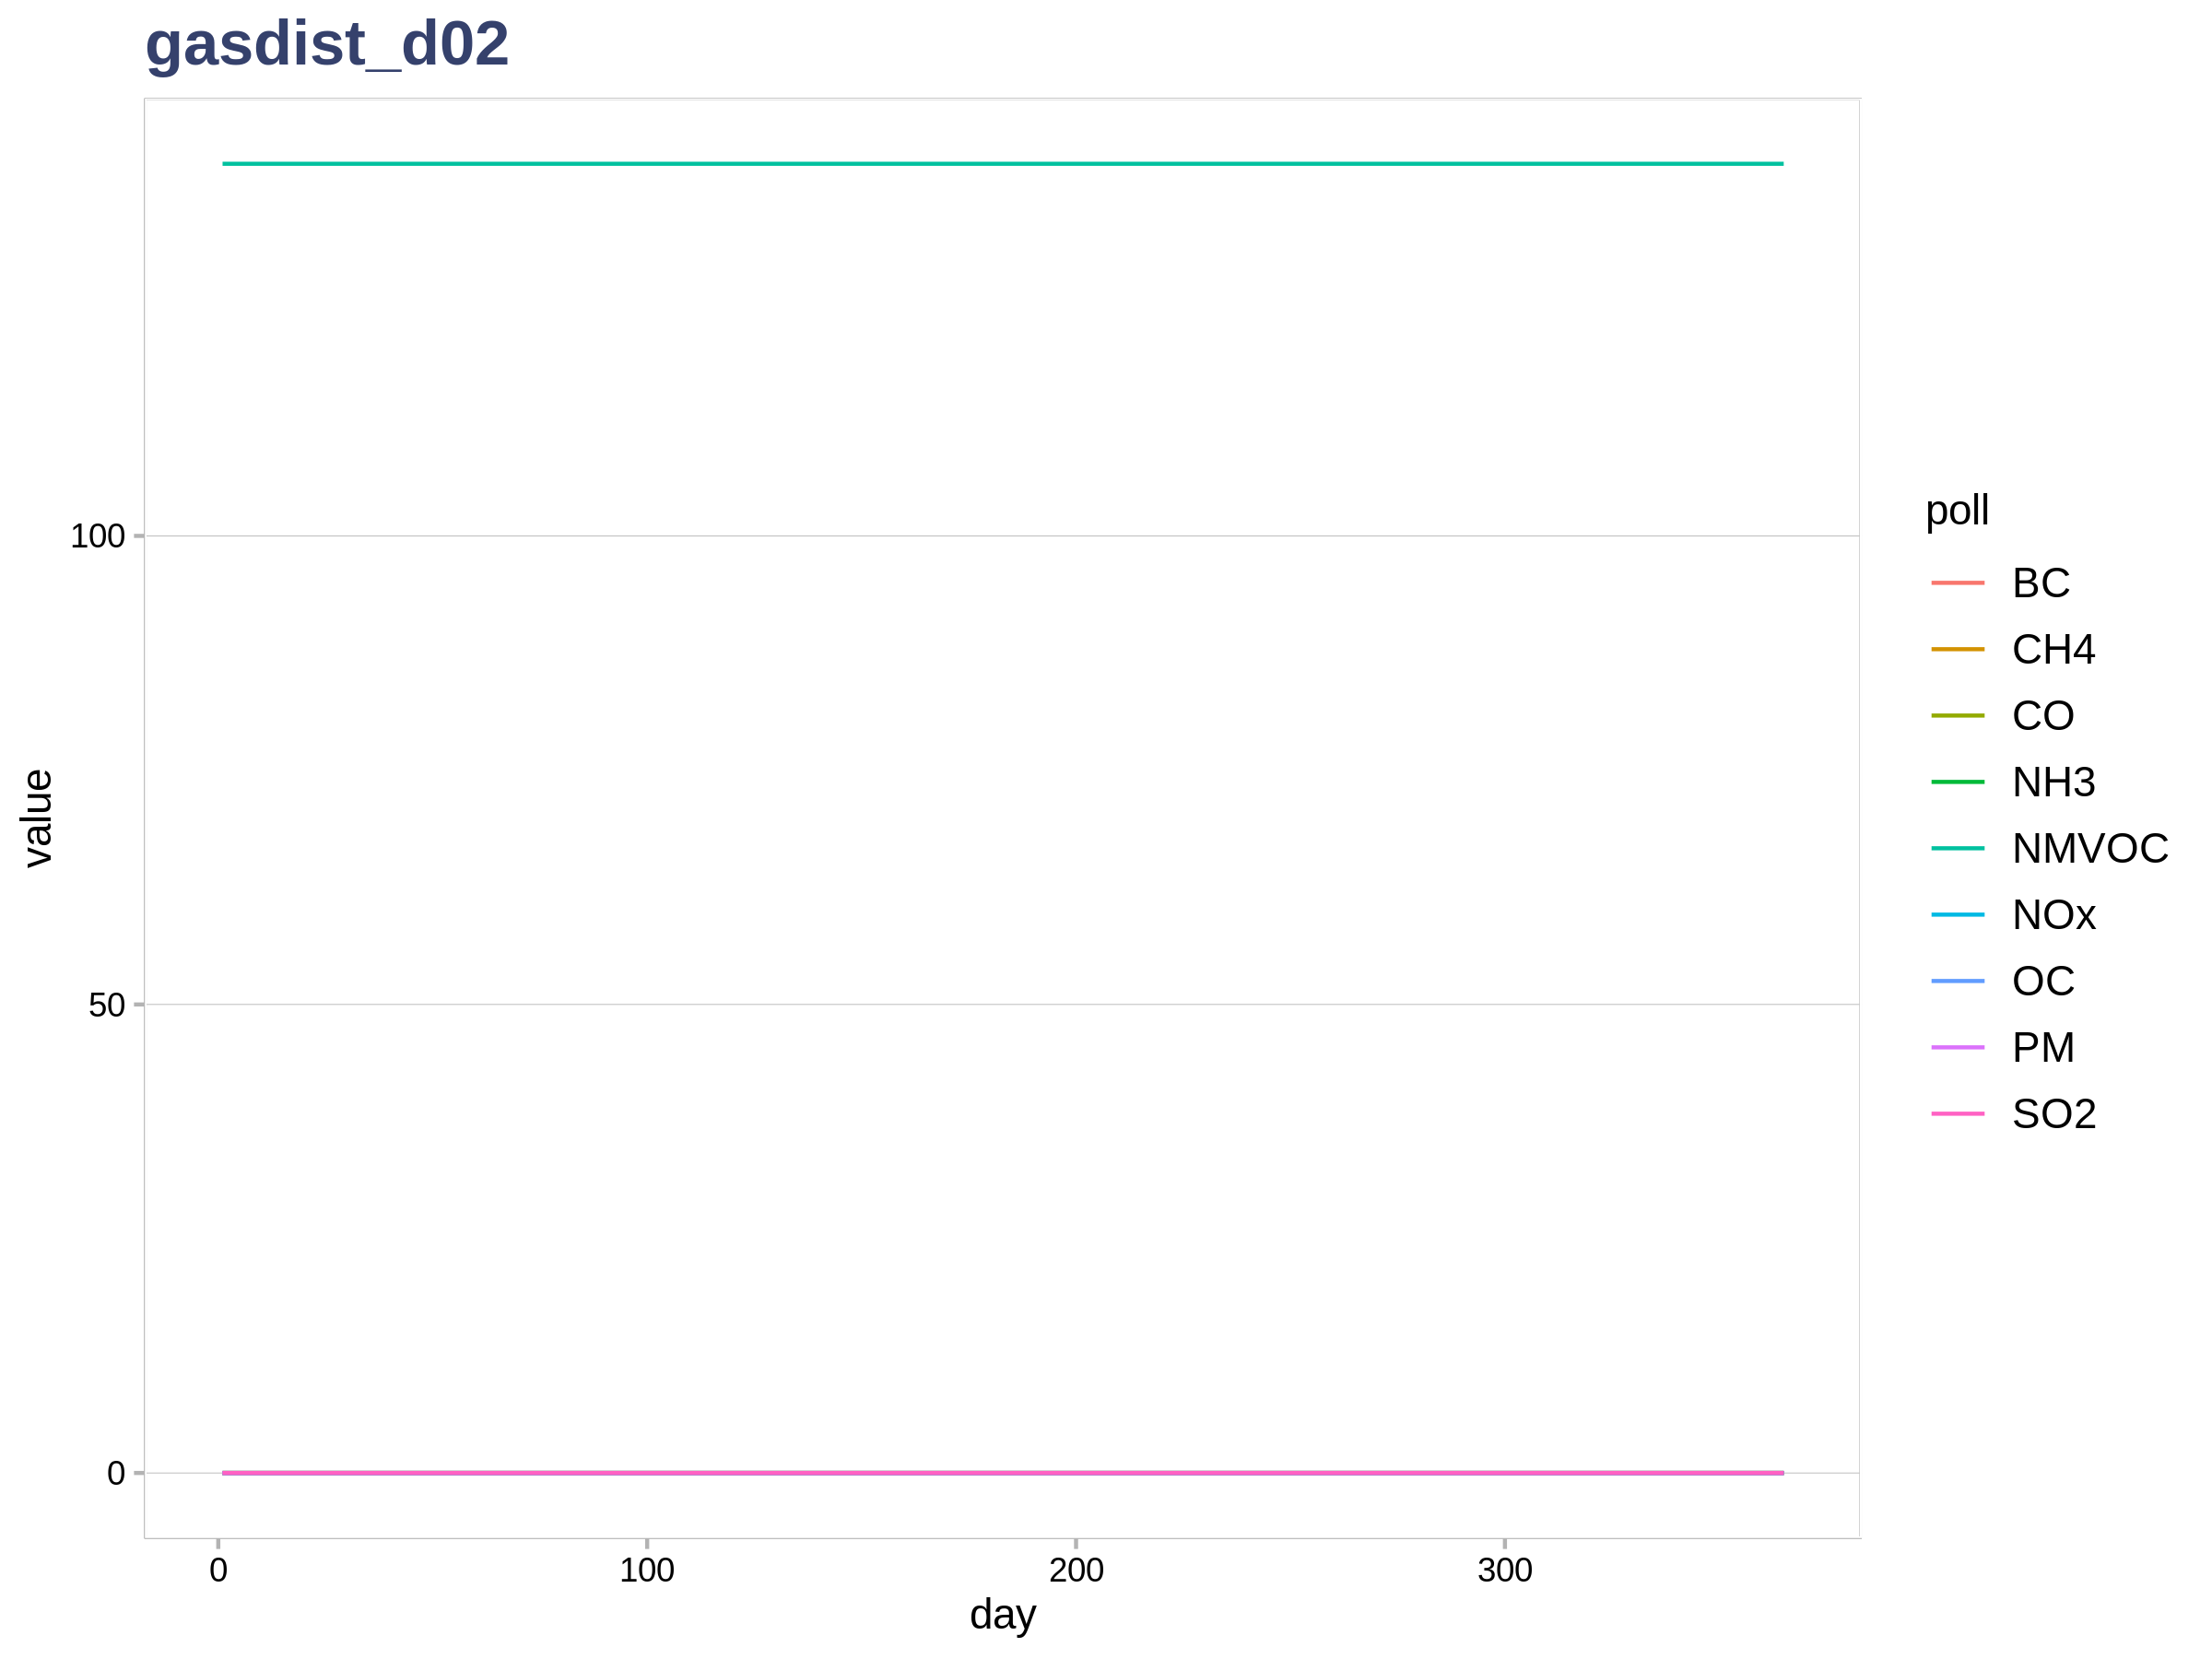 gasdist_d02
100
50
0
value
0 100 200 300
day
poll
BC
CH4
CO
NH3
NMVOC
NOx
OC
PM
SO2